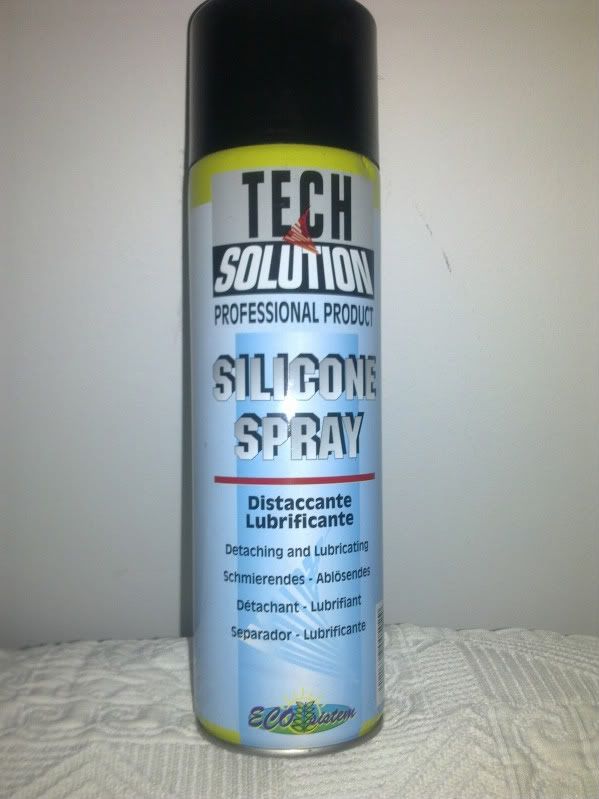 TECH
SOLUTION
PROFESSIONAL PRODUCT
SILICONE
SPRAY
Distaccante
Lubrificante
Detaching and Lubricating
Schmierendes - Ablösendes
Détachant - Lubrifiant
Separador - Lubrificante
ECO sistem